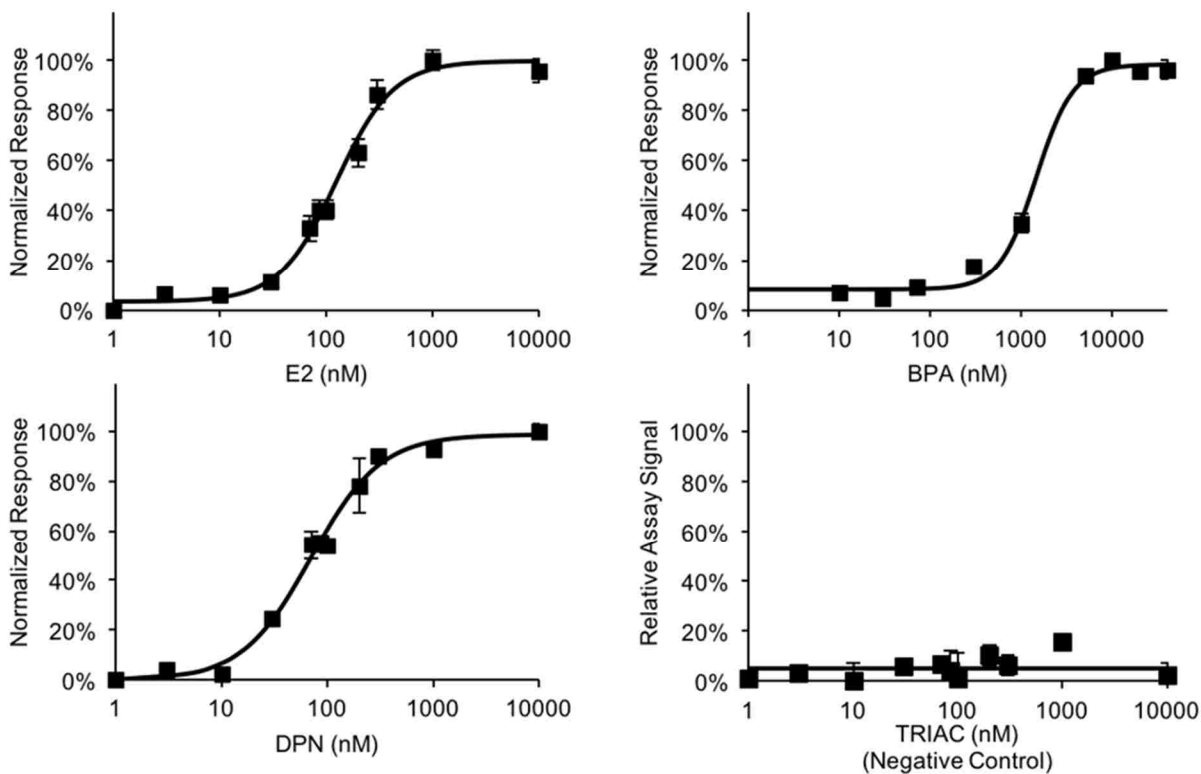 Normalized Response
100%
80%
60%
40%
20%
0%
1 10 100 1000 10000
E2 (nM)
Normalized Response
100%
80%
60%
40%
20%
0%
1 10 100 1000 10000
BPA (nM)
Normalized Response
100%
80%
60%
40%
20%
0%
1 10 100 1000 10000
DPN (nM)
Relative Assay Signal
100%
80%
60%
40%
20%
0%
1 10 100 1000 10000
TRIAC (nM)
(Negative Control)